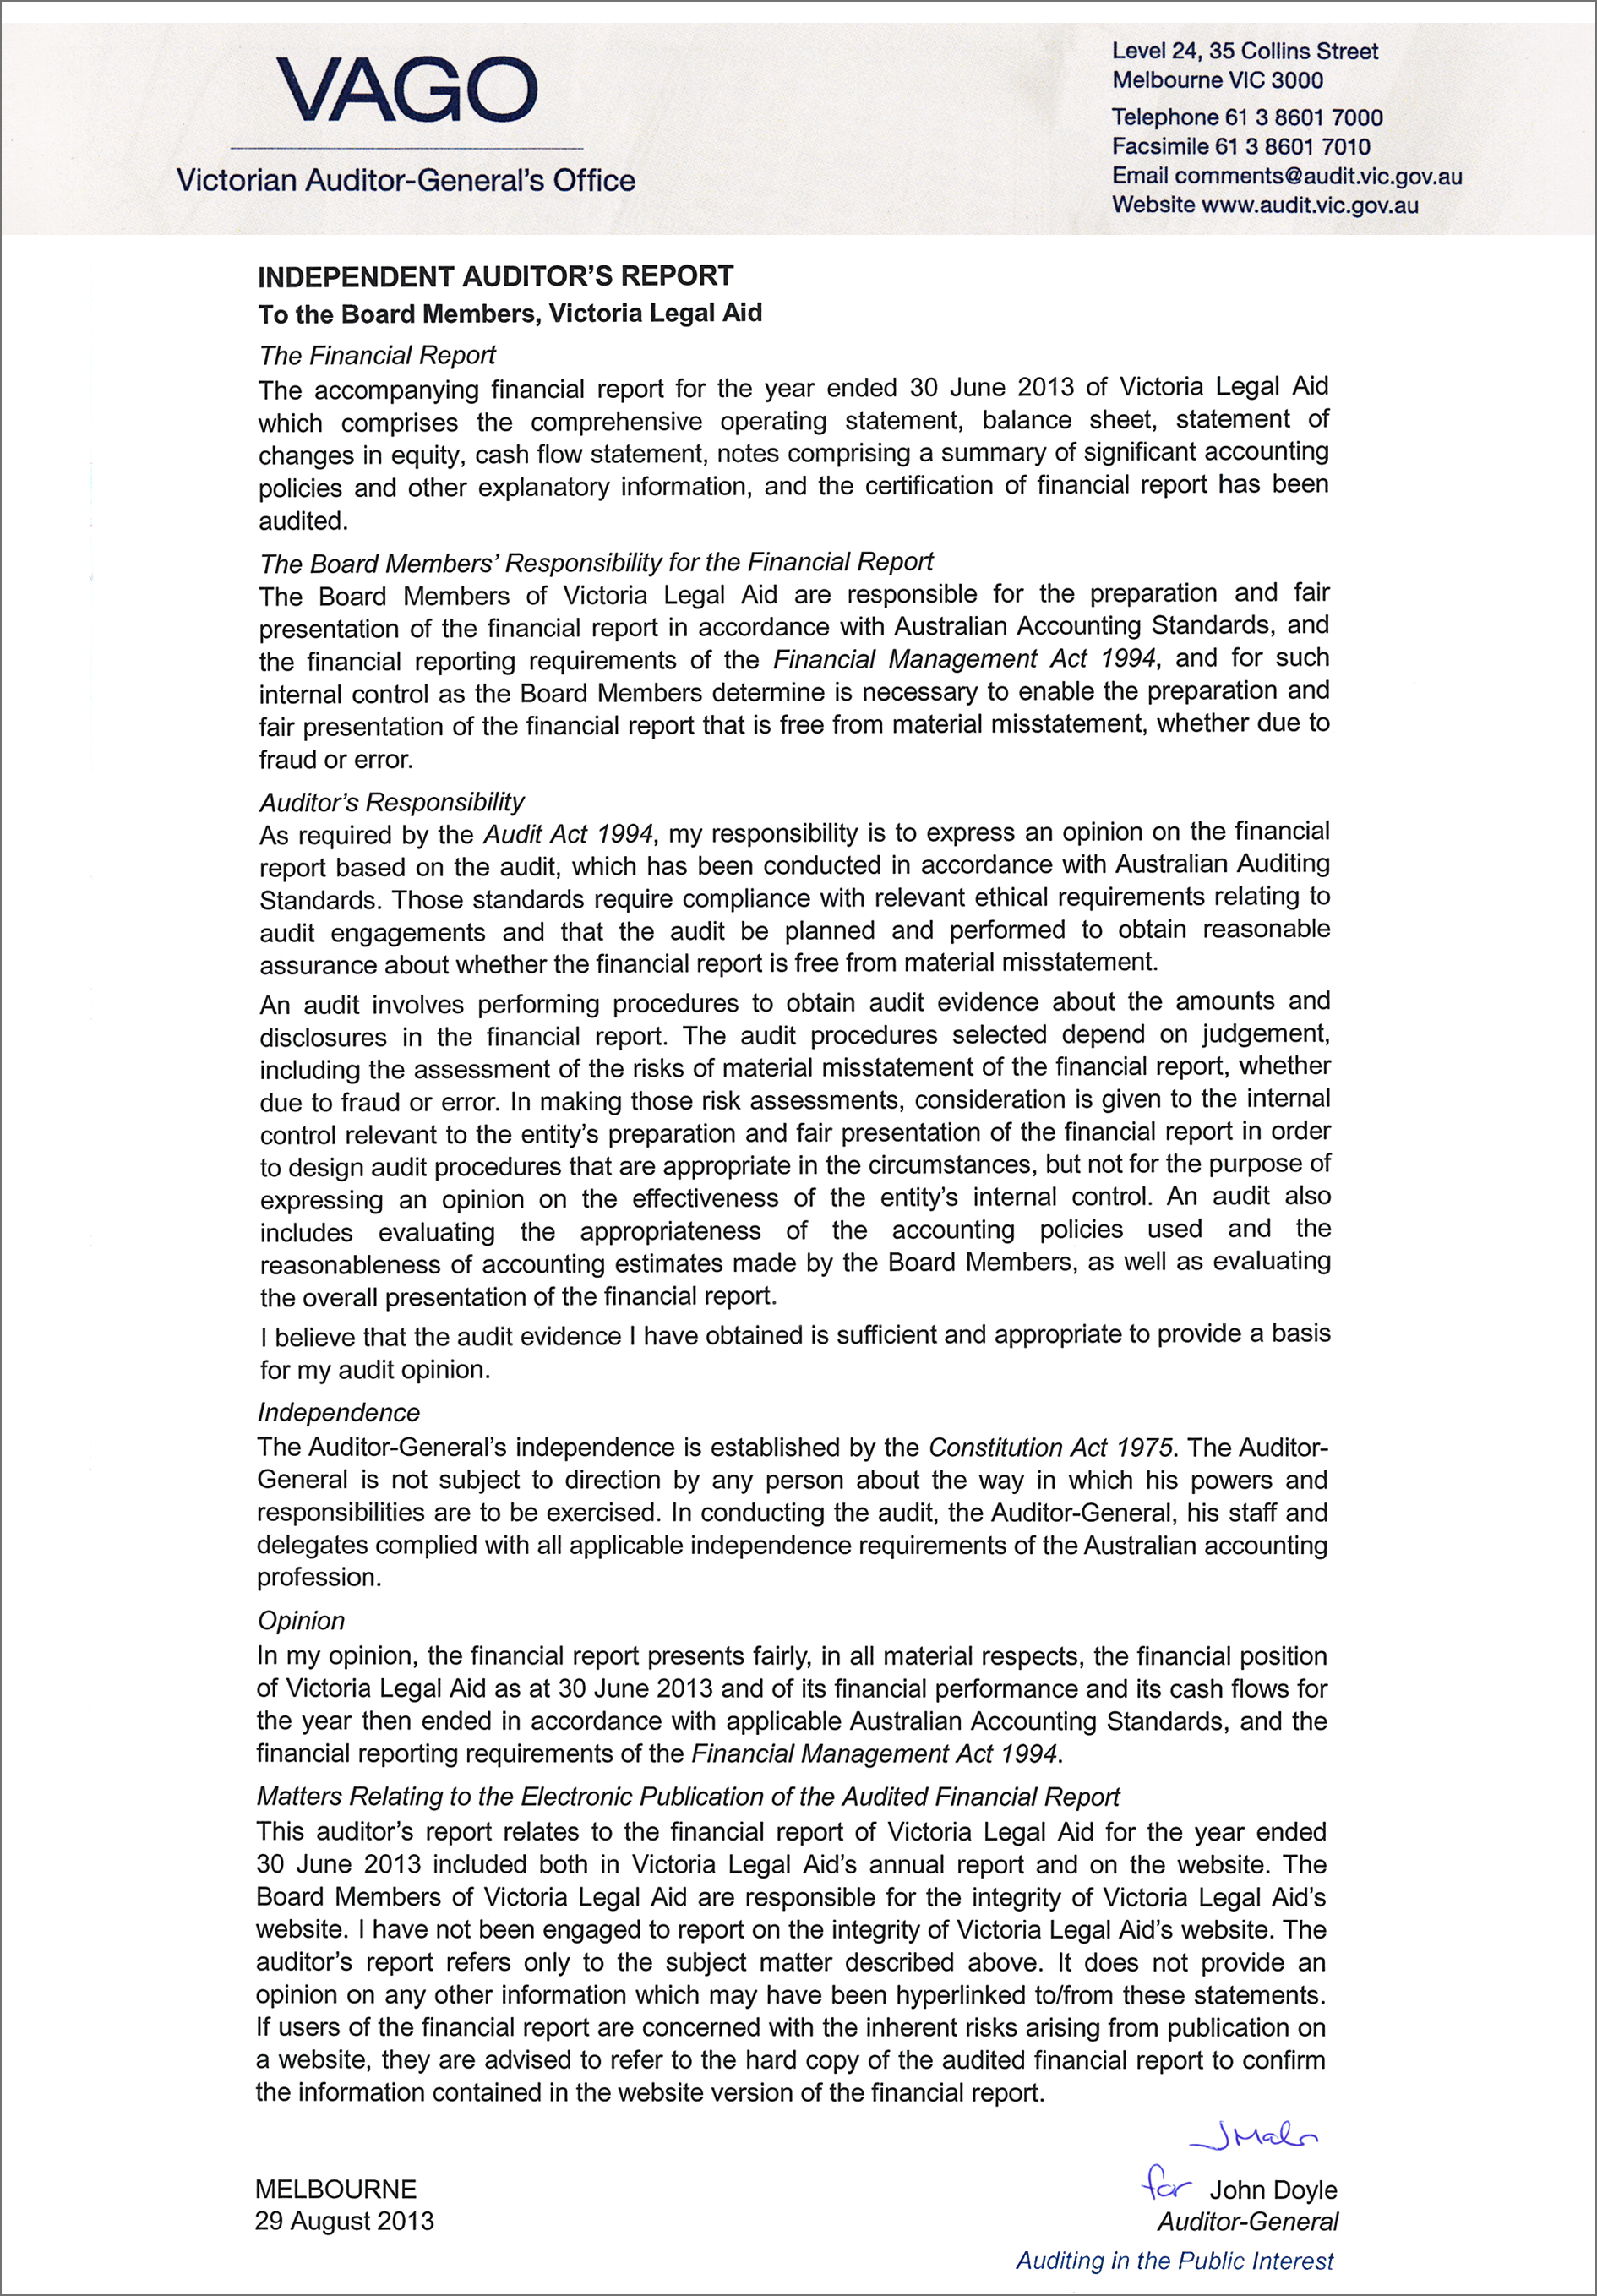 VAGO
Victorian Auditor-General's Office
Level 24, 35 Collins Street
Melbourne VIC 3000
Telephone 61 3 8601 7000
Facsimile 61 3 8601 7010
Email comments@audit.vic.gov.au
Website www.audit.vic.gov.au
INDEPENDENT AUDITOR'S REPORT
To the Board Members, Victoria Legal Aid
The Financial Report
The accompanying financial report for the year ended 30 June 2013 of Victoria Legal Aid
which comprises the comprehensive operating statement, balance sheet, statement of
changes in equity, cash flow statement, notes comprising a summary of significant accounting
policies and other explanatory information, and the certification of financial report has been
audited.
The Board Members' Responsibility for the Financial Report
The Board Members of Victoria Legal Aid are responsible for the preparation and fair
presentation of the financial report in accordance with Australian Accounting Standards, and
the financial reporting requirements of the Financial Management Act 1994, and for such
internal control as the Board Members determine is necessary to enable the preparation and
fair presentation of the financial report that is free from material misstatement, whether due to
fraud or error.
Auditor's Responsibility
As required by the Audit Act 1994, my responsibility is to express an opinion on the financial
report based on the audit, which has been conducted in accordance with Australian Auditing
Standards. Those standards require compliance with relevant ethical requirements relating to
audit engagements and that the audit be planned and performed to obtain reasonable
assurance about whether the financial report is free from material misstatement.
An audit involves performing procedures to obtain audit evidence about the amounts and
disclosures in the financial report. The audit procedures selected depend on judgement,
including the assessment of the risks of material misstatement of the financial report, whether
due to fraud or error. In making those risk assessments, consideration is given to the internal
control relevant to the entity's preparation and fair presentation of the financial report in order
to design audit procedures that are appropriate in the circumstances, but not for the purpose of
expressing an opinion on the effectiveness of the entity's internal control. An audit also
includes evaluating the appropriateness of the accounting policies used and the
reasonableness of accounting estimates made by the Board Members, as well as evaluating
the overall presentation of the financial report.
I believe that the audit evidence I have obtained is sufficient and appropriate to provide a basis
for my audit opinion.
Independence
The Auditor-General's independence is established by the Constitution Act 1975. The Auditor-
General is not subject to direction by any person about the way in which his powers and
responsibilities are to be exercised. In conducting the audit, the Auditor-General, his staff and
delegates complied with all applicable independence requirements of the Australian accounting
profession.
Opinion
In my opinion, the financial report presents fairly, in all material respects, the financial position
of Victoria Legal Aid as at 30 June 2013 and of its financial performance and its cash flows for
the year then ended in accordance with applicable Australian Accounting Standards, and the
financial reporting requirements of the Financial Management Act 1994.
Matters Relating to the Electronic Publication of the Audited Financial Report
This auditor's report relates to the financial report of Victoria Legal Aid for the year ended
30 June 2013 included both in Victoria Legal Aid's annual report and on the website. The
Board Members of Victoria Legal Aid are responsible for the integrity of Victoria Legal Aid's
website. I have not been engaged to report on the integrity of Victoria Legal Aid's website. The
auditor's report refers only to the subject matter described above. It does not provide an
opinion on any other information which may have been hyperlinked to/from these statements.
If users of the financial report are concerned with the inherent risks arising from publication on
a website, they are advised to refer to the hard copy of the audited financial report to confirm
the information contained in the website version of the financial report.
MELBOURNE
29 August 2013
for John Doyle
Auditor-General
Auditing in the Public Interest